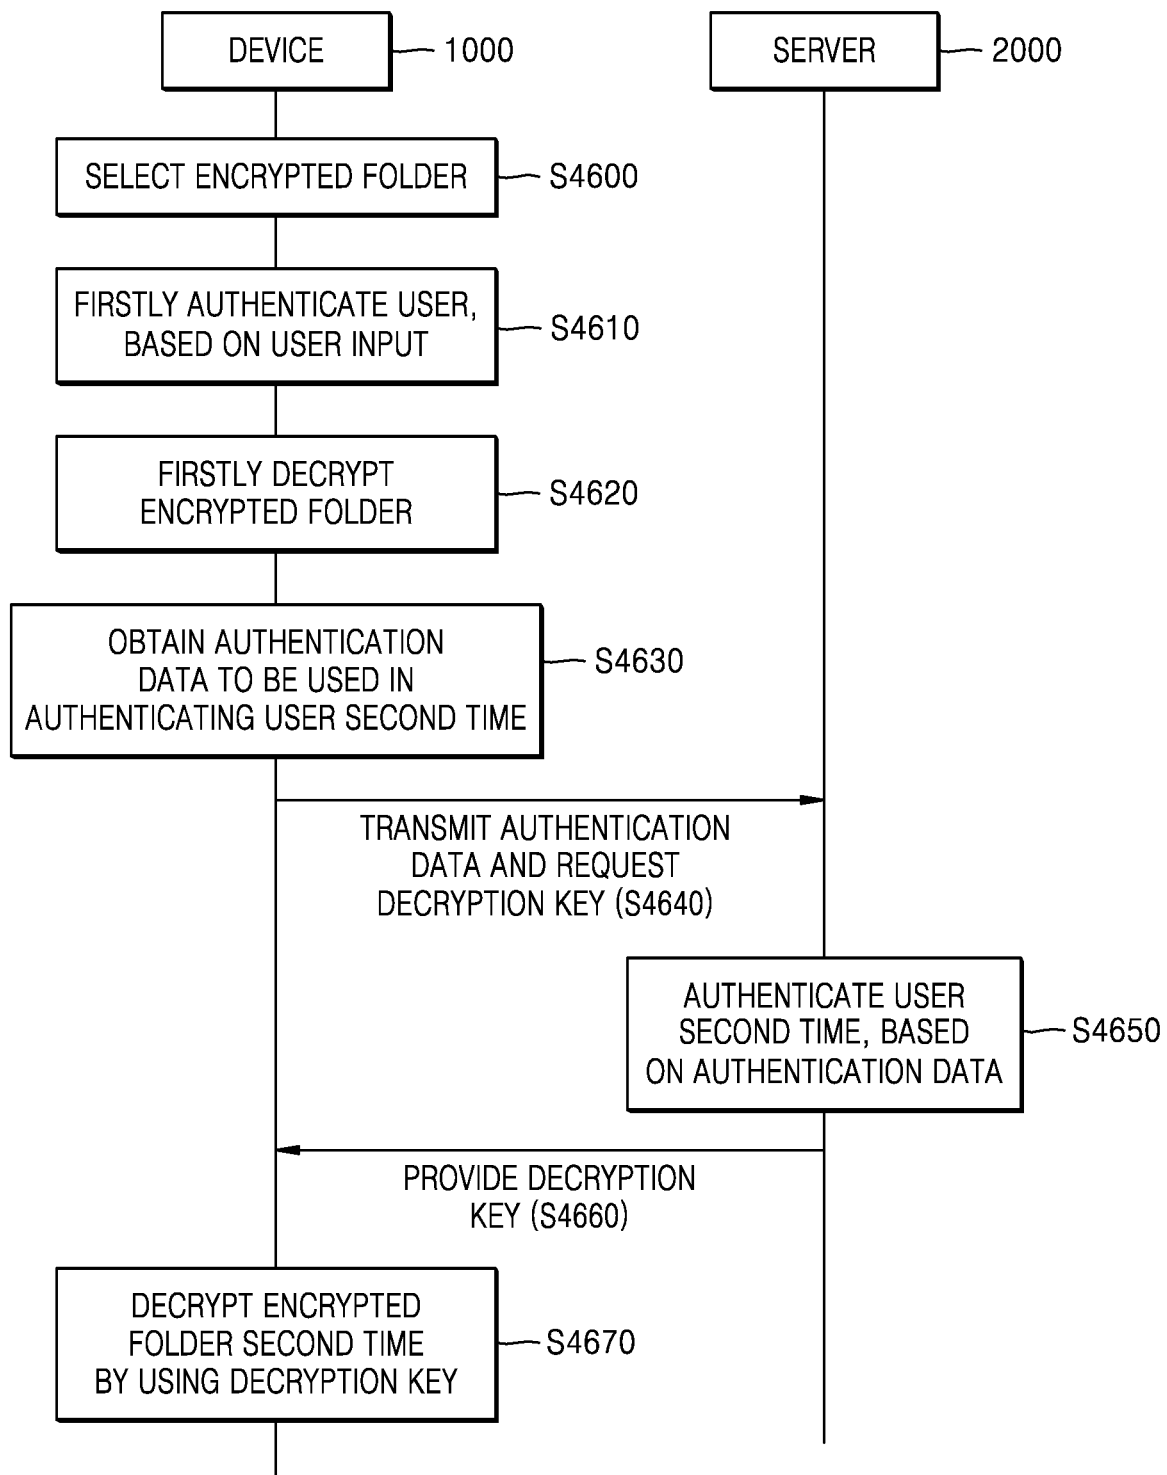 DEVICE
1000
SERVER
2000
SELECT ENCRYPTED FOLDER
S4600
FIRSTLY AUTHENTICATE USER,
BASED ON USER INPUT
S4610
FIRSTLY DECRYPT
ENCRYPTED FOLDER
S4620
OBTAIN AUTHENTICATION
DATA TO BE USED IN
AUTHENTICATING USER SECOND TIME
S4630
TRANSMIT AUTHENTICATION
DATA AND REQUEST
DECRYPTION KEY (S4640)
AUTHENTICATE USER
SECOND TIME, BASED
ON AUTHENTICATION DATA
S4650
PROVIDE DECRYPTION
KEY (S4660)
DECRYPT ENCRYPTED
FOLDER SECOND TIME
BY USING DECRYPTION KEY
S4670